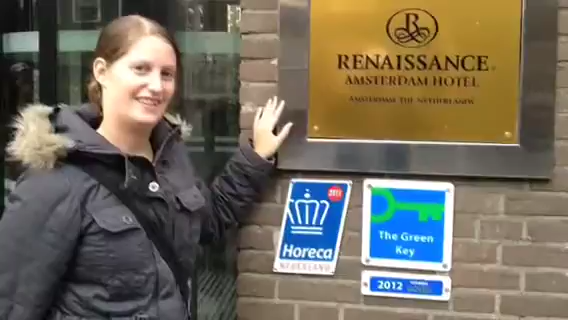 R
RENAISSANCE
AMSTERDAM HOTEL
AMSTERDAM THE NETHERLANDS
Horeca
NEDERLAND
The Green
Key
2012